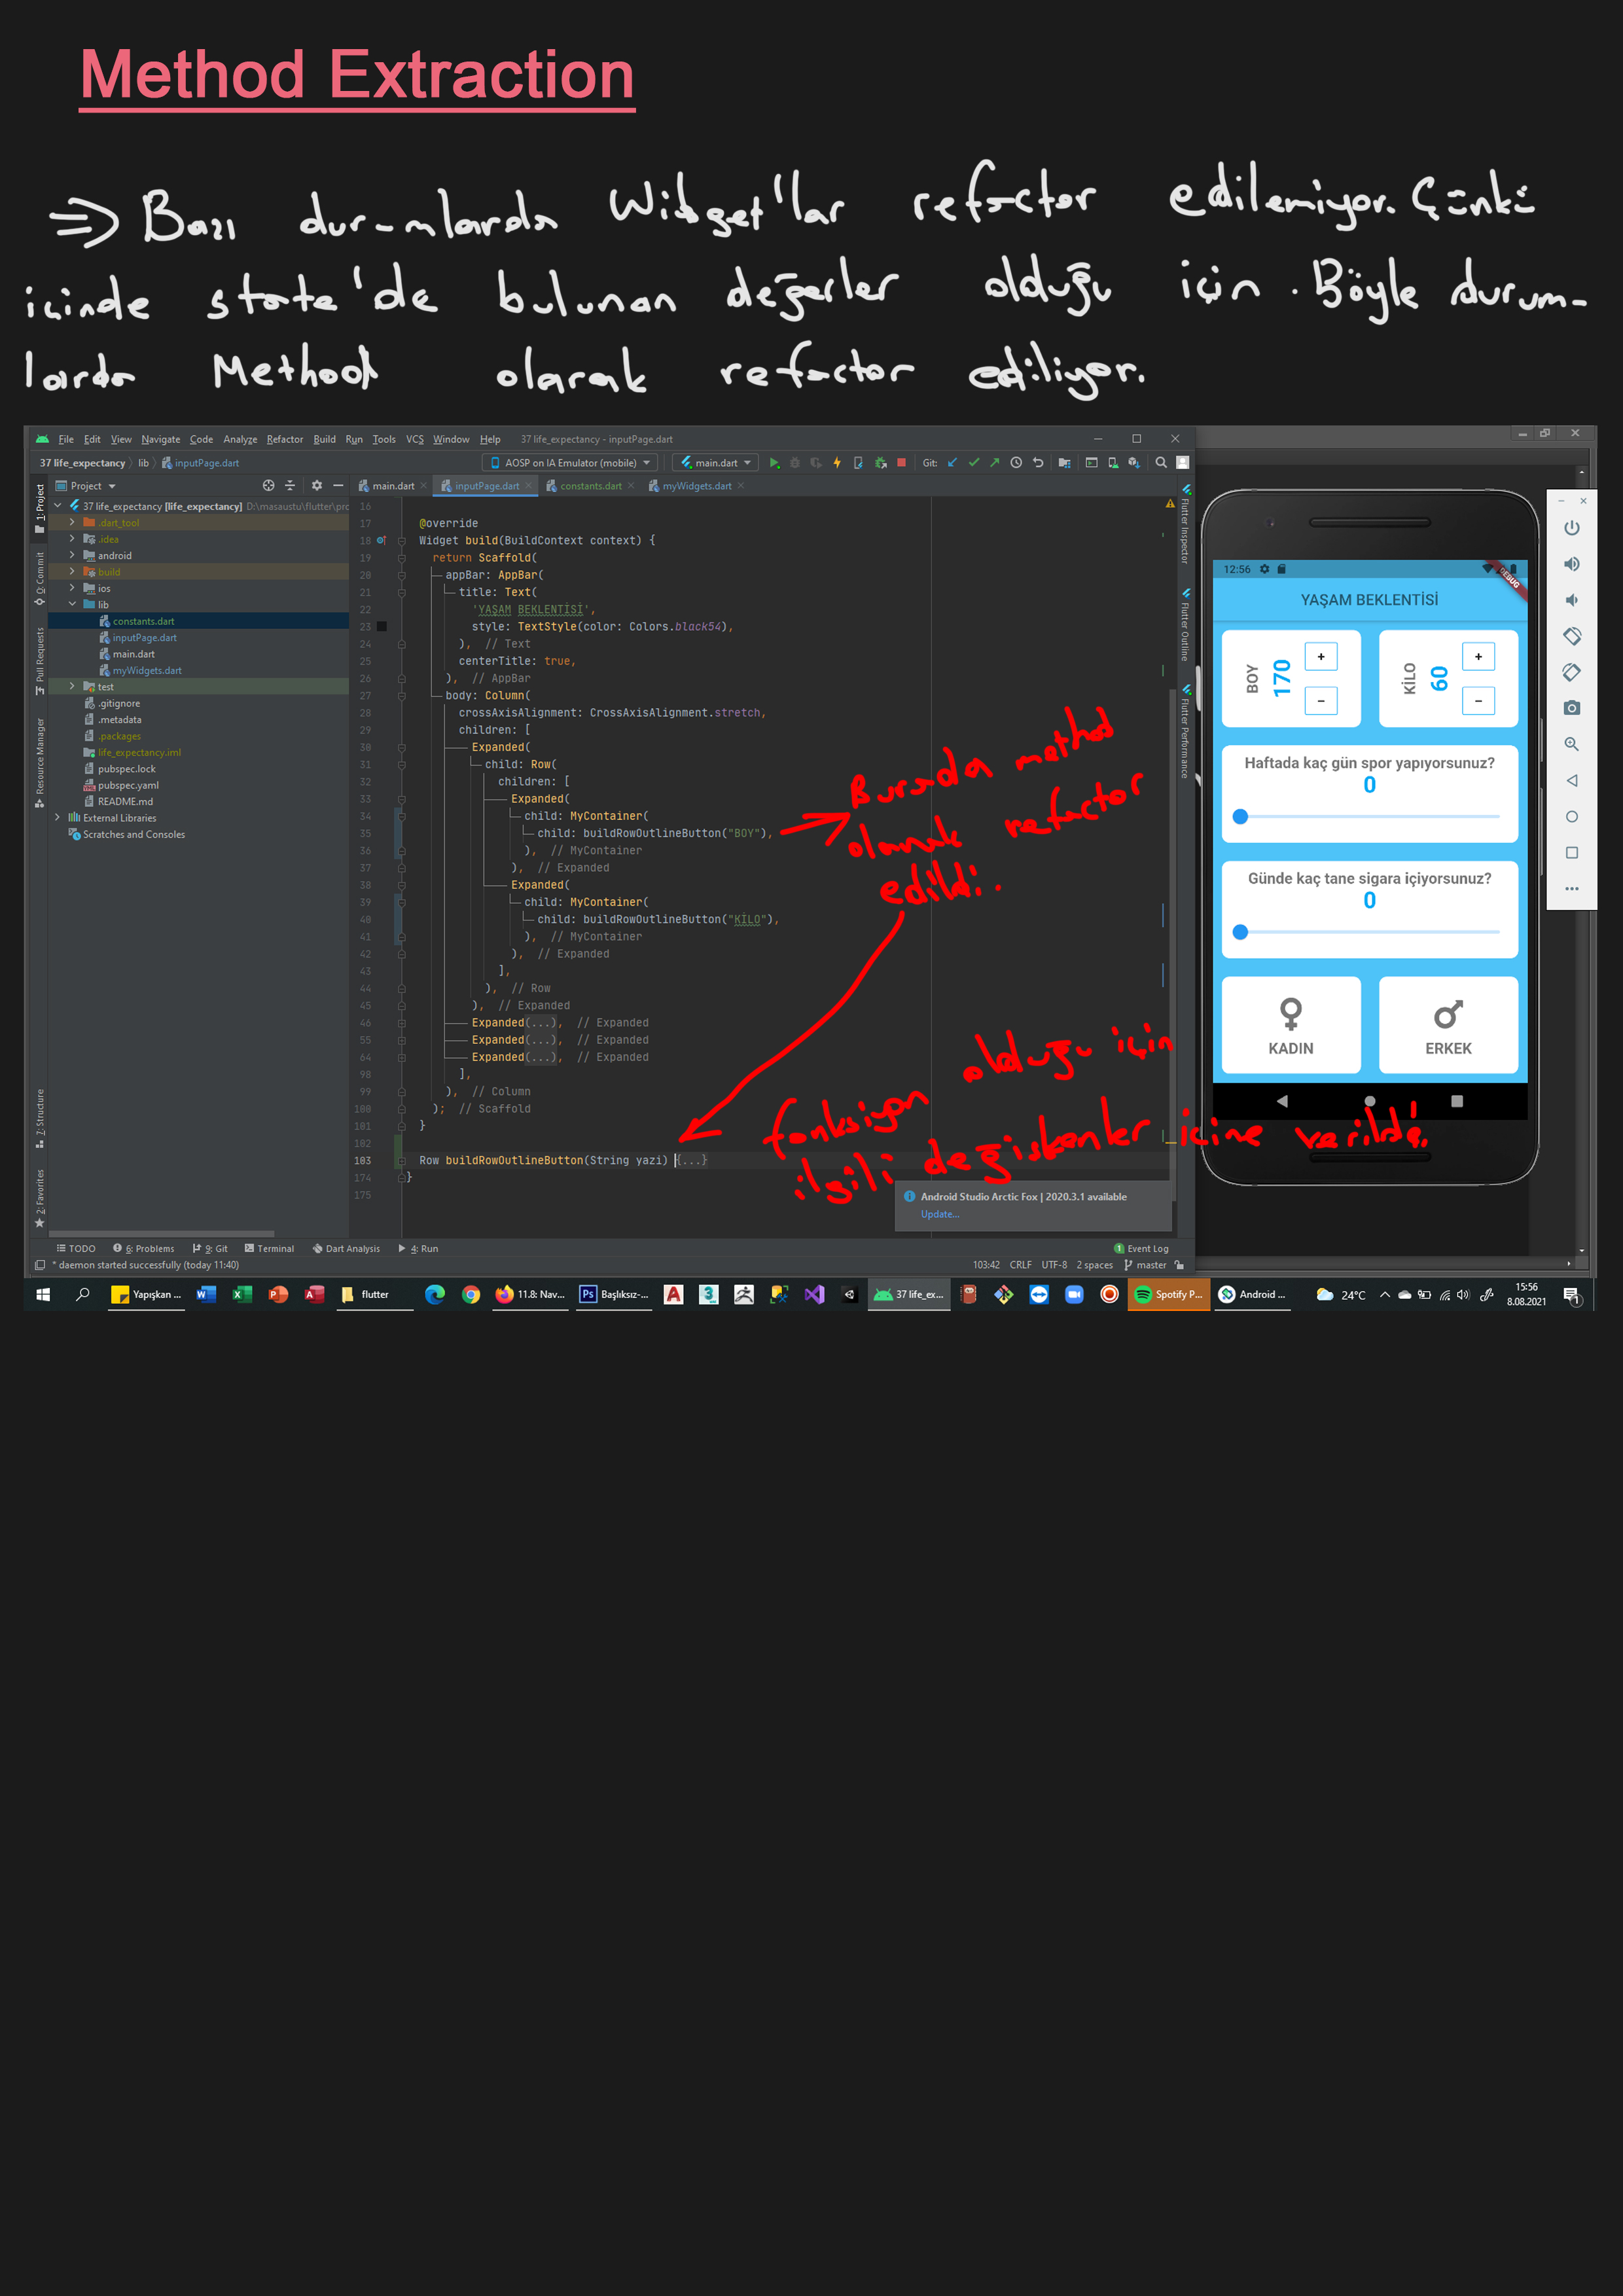 Method Extraction
=> Bazı durumlarda Widget'lar refactor edilemiyor. Çünkü
içinde state'de bulunan değerler olduğu için. Böyle durum-
larda Method olarak refactor ediliyor.
File Edit View Navigate Code Analyze Refactor Build Run Tools VCS Window Help 37 life_expectancy - inputPage.dart
37 life_expectancy lib inputPage.dart
AOSP on IA Emulator (mobile) main.dart Git:
Project
main.dart inputPage.dart constants.dart myWidgets.dart
37 life_expectancy [life_expectancy] D:\masaustu\flutter\prc
.dart_tool
.idea
android
build
ios
lib
constants.dart
inputPage.dart
main.dart
myWidgets.dart
test
.gitignore
.metadata
.packages
life_expectancy.iml
pubspec.lock
pubspec.yaml
README.md
External Libraries
Scratches and Consoles
1: Project
0: Commit
Pull Requests
Resource Manager
7: Structure
2: Favorites
16
17 @override
18 Widget build(BuildContext context) {
19 return Scaffold(
20 appBar: AppBar(
21 title: Text(
22 'YAŞAM BEKLENTİSİ',
23 style: TextStyle(color: Colors.black54),
24 ), // Text
25 centerTitle: true,
26 ), // AppBar
27 body: Column(
28 crossAxisAlignment: CrossAxisAlignment.stretch,
29 children: [
30 Expanded(
31 child: Row(
32 children: [
33 Expanded(
34 child: MyContainer(
35 child: buildRowOutlineButton("BOY"),
36 ), // MyContainer
37 ), // Expanded
38 Expanded(
39 child: MyContainer(
40 child: buildRowOutlineButton("KİLO"),
41 ), // MyContainer
42 ), // Expanded
43 ],
44 ), // Row
45 ), // Expanded
46 Expanded(...), // Expanded
55 Expanded(...), // Expanded
64 Expanded(...), // Expanded
98 ],
99 ), // Column
100 ); // Scaffold
101 }
102
103 Row buildRowOutlineButton(String yazi) {...}
174 }
175
Burada method
olarak refactor
edildi.
fonksiyon olduğu için
ilgili değişkenler içine verildi.
Flutter Inspector
Flutter Outline
Flutter Performance
Android Studio Arctic Fox | 2020.3.1 available
Update...
TODO 6: Problems 9: Git Terminal Dart Analysis 4: Run 1 Event Log
* daemon started successfully (today 11:40) 103:42 CRLF UTF-8 2 spaces master
12:56
DEBUG
YAŞAM BEKLENTİSİ
BOY 170 + −
KİLO 60 + −
Haftada kaç gün spor yapıyorsunuz?
0
Günde kaç tane sigara içiyorsunuz?
0
KADIN ERKEK
Yapışkan ... flutter 11.8: Nav... Başlıksız-... 37 life_ex... Spotify P... Android ... 24°C 15:56
8.08.2021